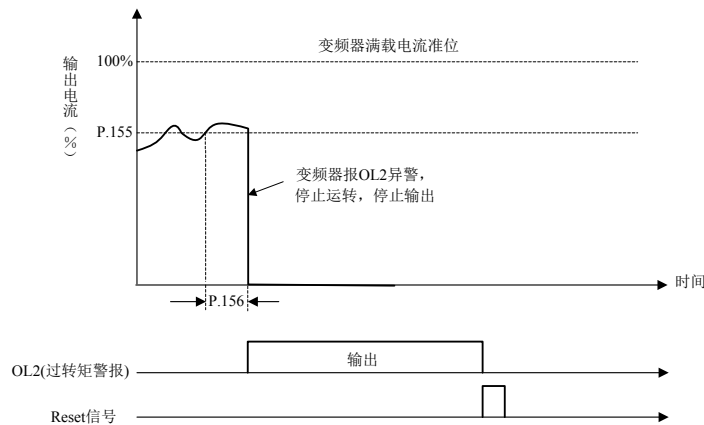 变频器满载电流准位
100%
输出电流（%）
P.155
变频器报OL2异警，
停止运转，停止输出
时间
P.156
输出
OL2(过转矩警报)
Reset信号